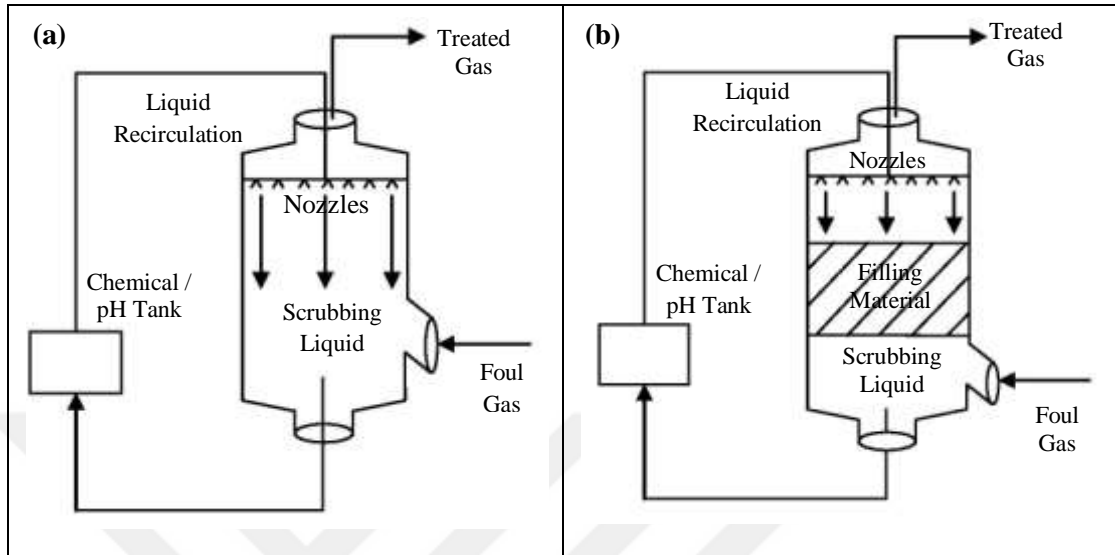 (a)
Treated
Gas
Liquid
Recirculation
Nozzles
Chemical /
pH Tank
Scrubbing
Liquid
Foul
Gas
(b)
Treated
Gas
Liquid
Recirculation
Nozzles
Filling
Material
Chemical /
pH Tank
Scrubbing
Liquid
Foul
Gas